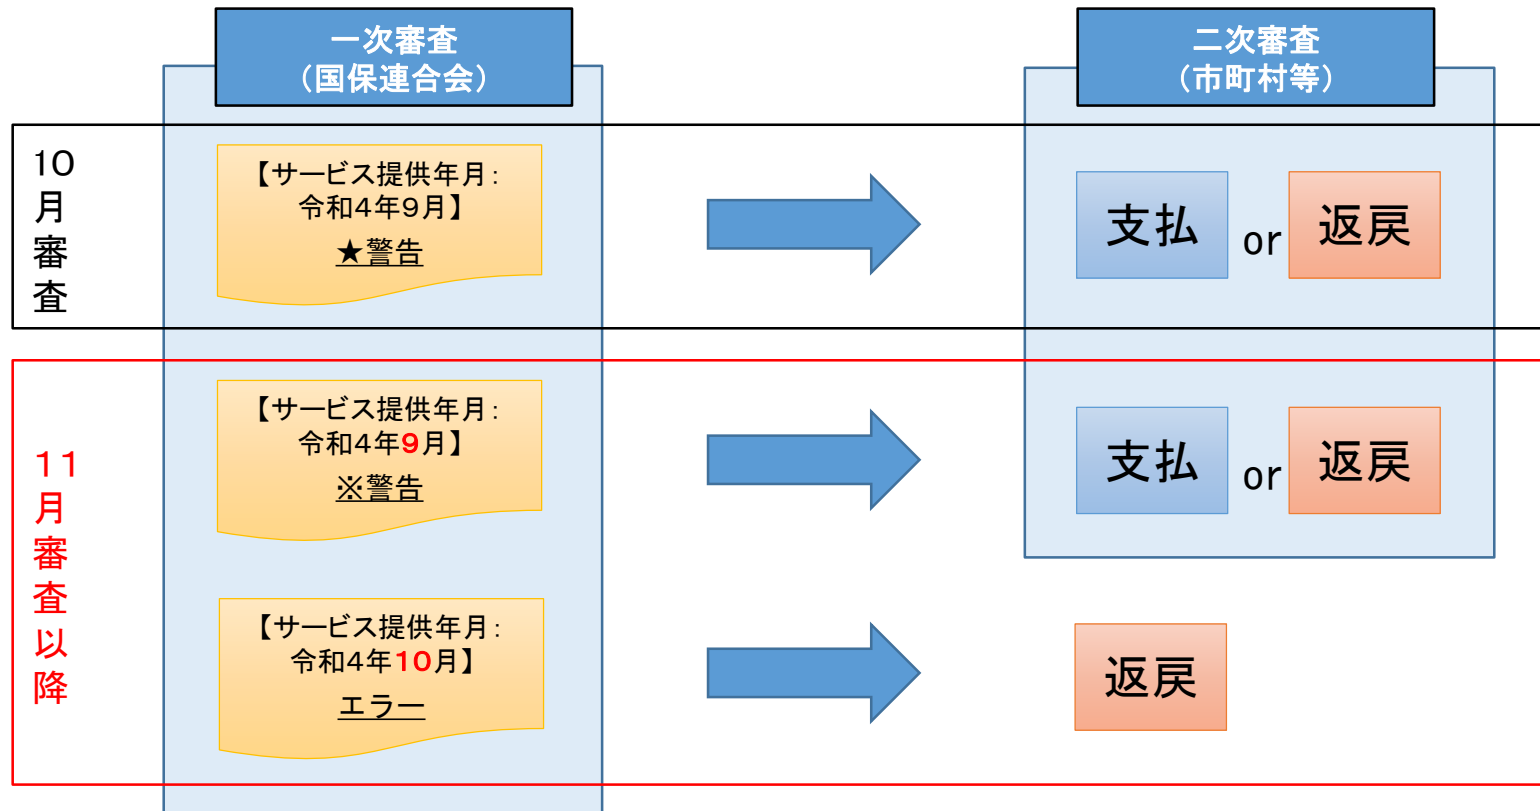 一次審査
（国保連合会）
二次審査
（市町村等）
10月審査
【サービス提供年月：
令和4年9月】
★警告
支払
or
返戻
11月審査以降
【サービス提供年月：
令和4年9月】
※警告
支払
or
返戻
【サービス提供年月：
令和4年10月】
エラー
返戻